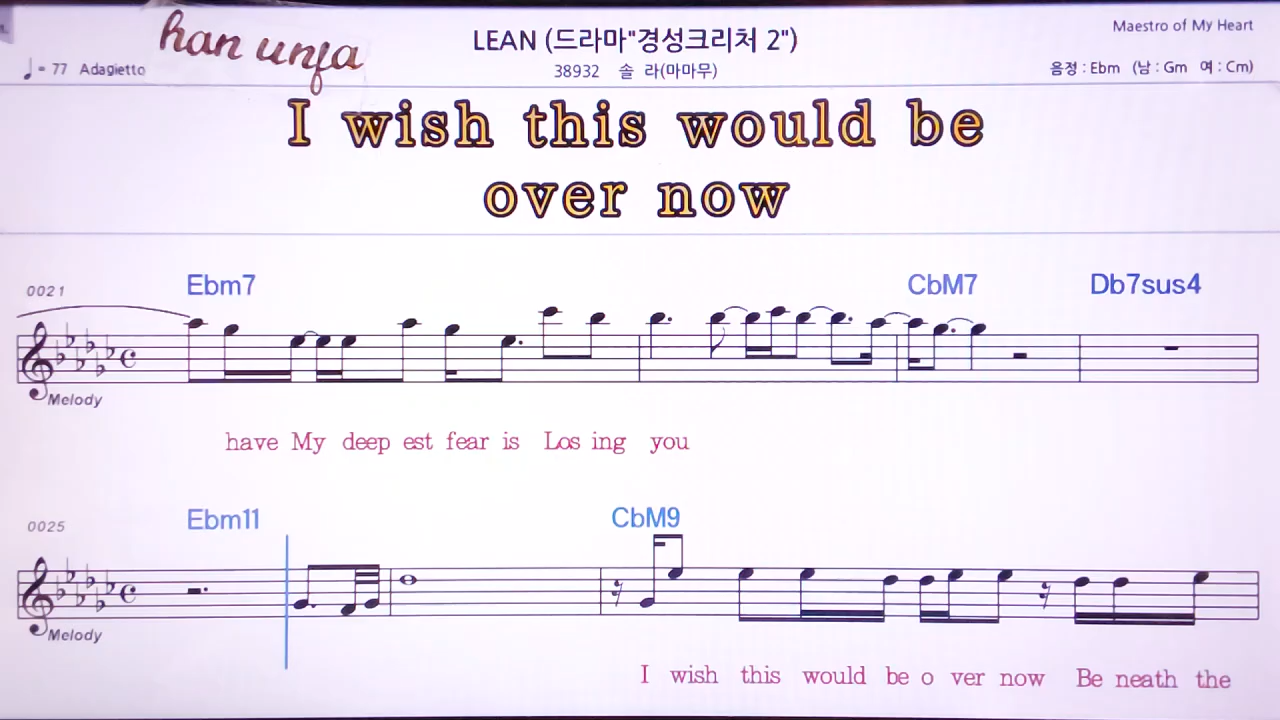 han unfa
LEAN (드라마"경성크리처 2")
Maestro of My Heart
♩ = 77 Adagietto
38932 솔 라(마마무)
음정 : Ebm (남 : Gm 여 : Cm)
I wish this would be
over now
0021
Ebm7 CbM7 Db7sus4
Melody
have My deep est fear is Los ing you
0025
Ebm11 CbM9
Melody
I wish this would be o ver now Be neath the